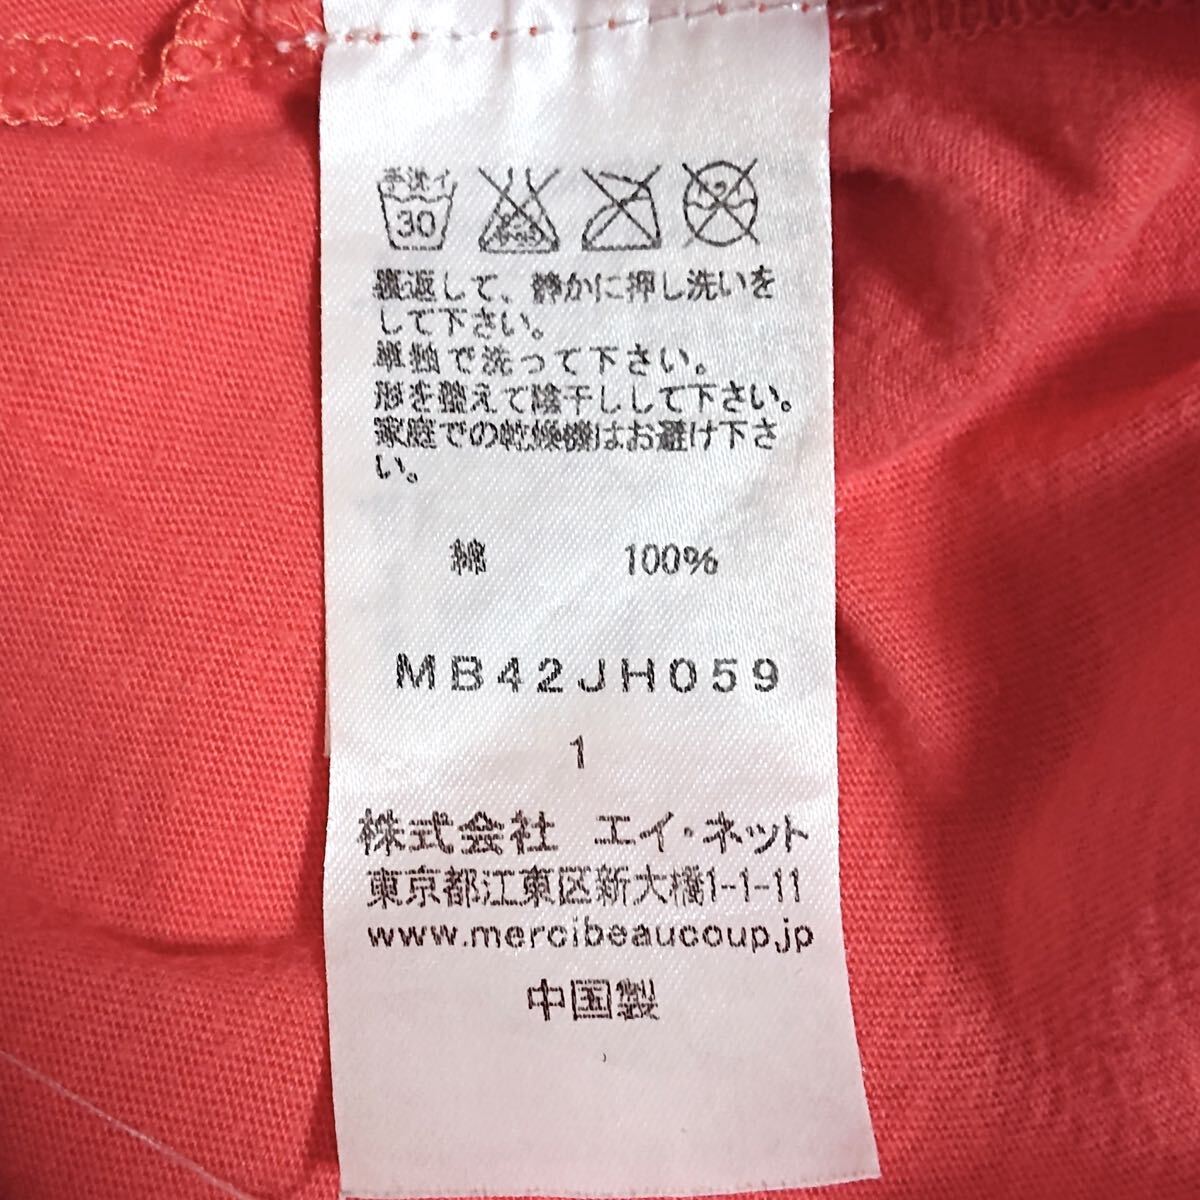 手洗イ
30
裏返して、静かに押し洗いを
して下さい。
単独で洗って下さい。
形を整えて陰干しして下さい。
家庭での乾燥機はお避け下さ
い。
綿 100%
MB42JH059
1
株式会社 エイ・ネット
東京都江東区新大橋1-1-11
www.mercibeaucoup.jp
中国製